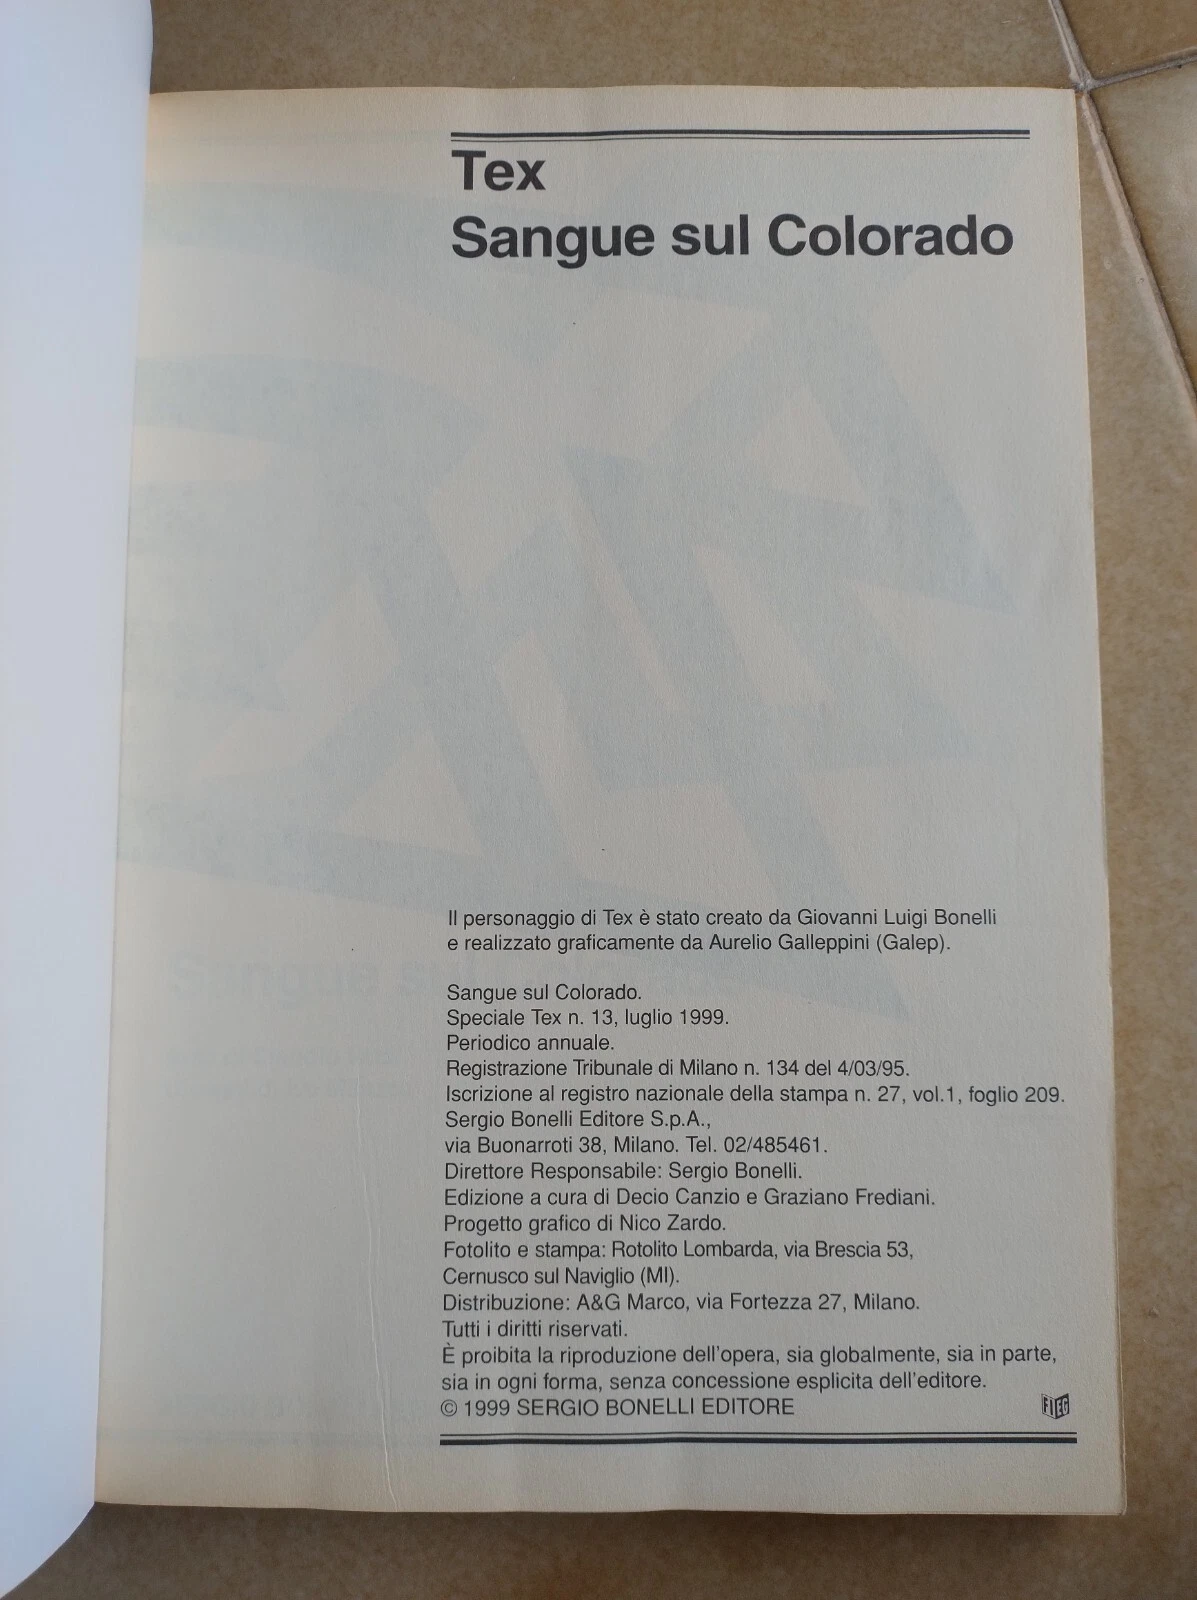 Tex
Sangue sul Colorado
Il personaggio di Tex è stato creato da Giovanni Luigi Bonelli
e realizzato graficamente da Aurelio Galleppini (Galep).
Sangue sul Colorado.
Speciale Tex n. 13, luglio 1999.
Periodico annuale.
Registrazione Tribunale di Milano n. 134 del 4/03/95.
Iscrizione al registro nazionale della stampa n. 27, vol.1, foglio 209.
Sergio Bonelli Editore S.p.A.,
via Buonarroti 38, Milano. Tel. 02/485461.
Direttore Responsabile: Sergio Bonelli.
Edizione a cura di Decio Canzio e Graziano Frediani.
Progetto grafico di Nico Zardo.
Fotolito e stampa: Rotolito Lombarda, via Brescia 53,
Cernusco sul Naviglio (MI).
Distribuzione: A&G Marco, via Fortezza 27, Milano.
Tutti i diritti riservati.
È proibita la riproduzione dell'opera, sia globalmente, sia in parte,
sia in ogni forma, senza concessione esplicita dell'editore.
© 1999 SERGIO BONELLI EDITORE
FIEG